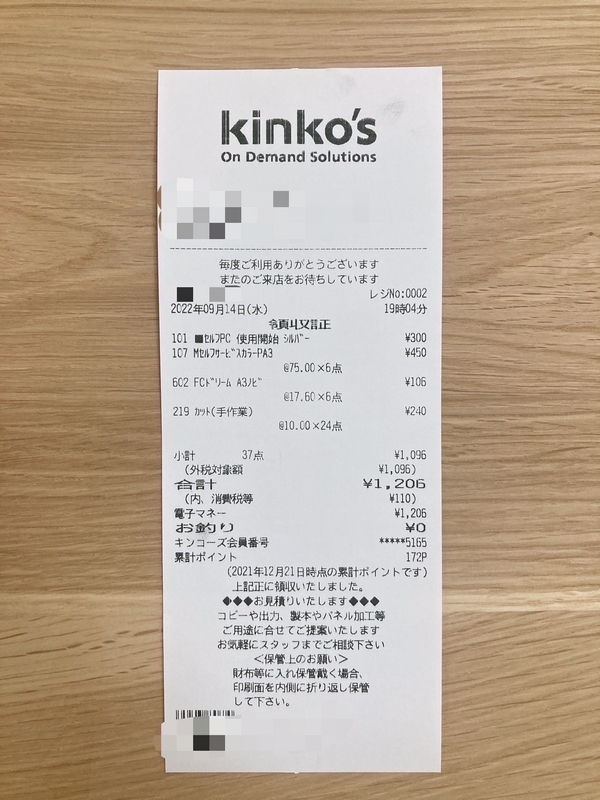 kinko's
On Demand Solutions
毎度ご利用ありがとうございます
またのご来店をお待ちしています
レジNo:0002
2022年09月14日(水) 19時04分
領収証
101 ■セルフPC 使用開始 シルバー ¥300
107 MセルフサービスカラーPA3 ¥450
@75.00×6点
602 FCドリーム A3ノビ ¥106
@17.60×6点
219 カット(手作業) ¥240
@10.00×24点
小計 37点 ¥1,096
(外税対象額 ¥1,096)
合計 ¥1,206
(内、消費税等 ¥110)
電子マネー ¥1,206
お釣り ¥0
キンコーズ会員番号 *****5165
累計ポイント 172P
(2021年12月21日時点の累計ポイントです)
上記正に領収いたしました。
◆◆◆お見積りいたします◆◆◆
コピーや出力、製本やパネル加工等
ご用途に合せてご提案いたします
お気軽にスタッフまでご相談下さい
<保管上のお願い>
財布等に入れ保管戴く場合、
印刷面を内側に折り返し保管
して下さい。